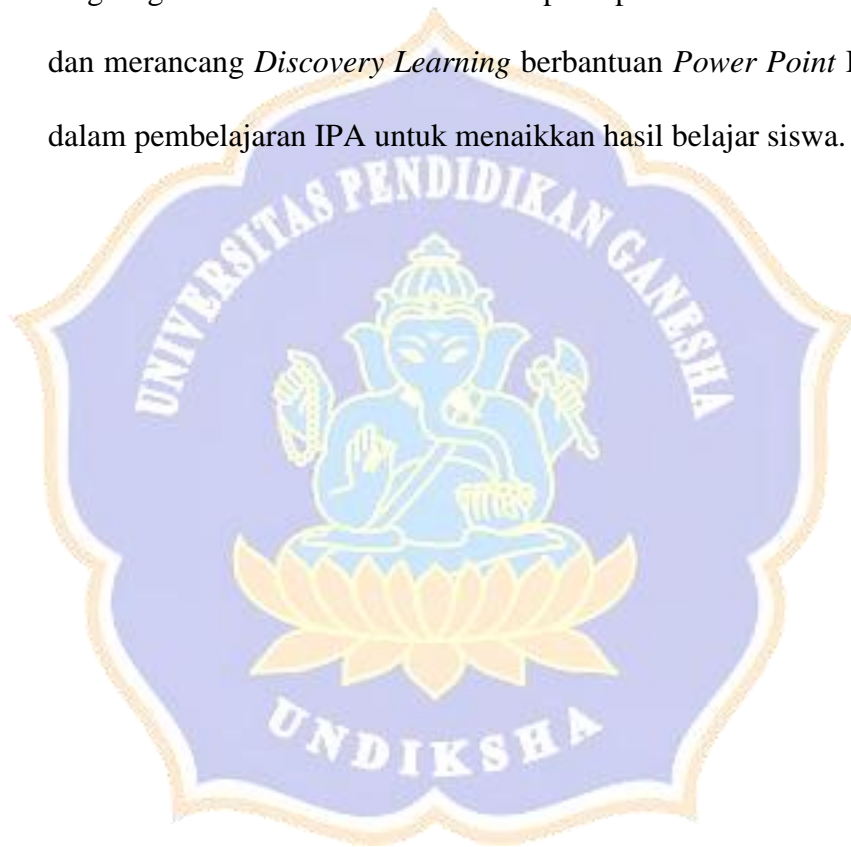 dan merancang Discovery Learning berbantuan Power Point
dalam pembelajaran IPA untuk menaikkan hasil belajar siswa.
UNIVERSITAS PENDIDIKAN GANESHA
UNDIKSHA